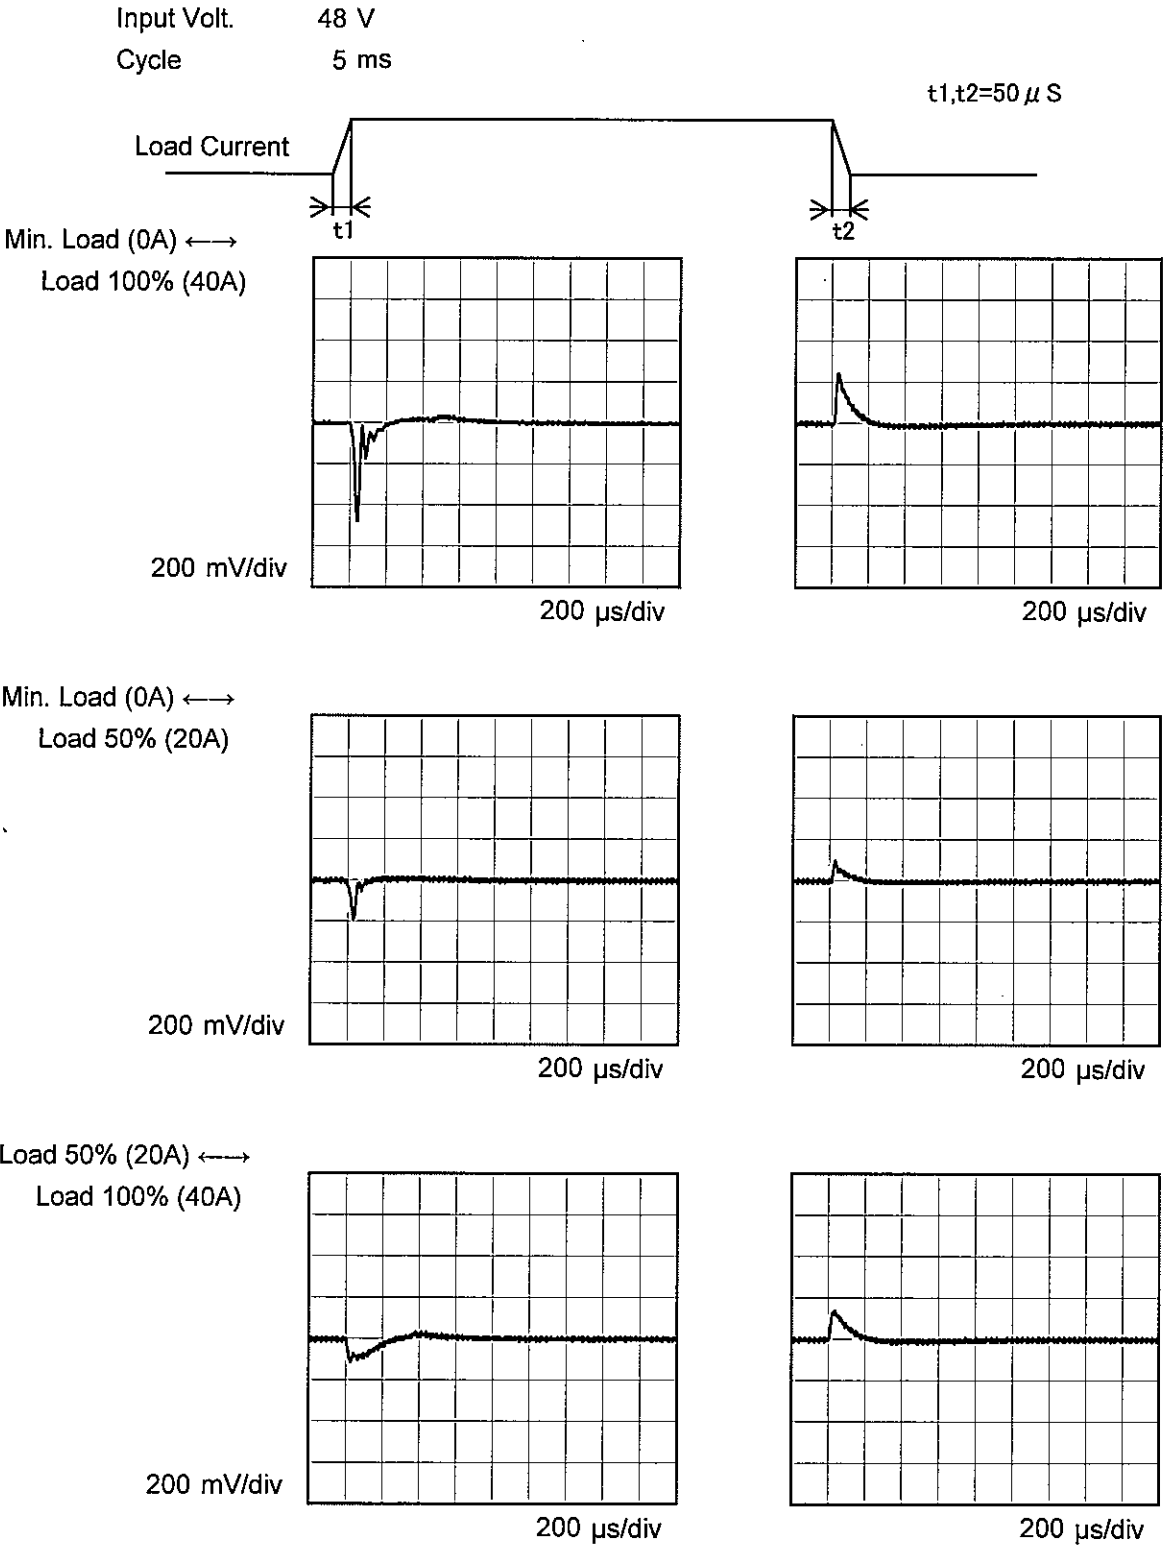 Input Volt. 48 V
Cycle 5 ms
t1,t2=50μS
Load Current
t1
t2
Min. Load (0A) ←→
Load 100% (40A)
200 mV/div
200 µs/div
200 µs/div
Min. Load (0A) ←→
Load 50% (20A)
200 mV/div
200 µs/div
200 µs/div
Load 50% (20A) ←→
Load 100% (40A)
200 mV/div
200 µs/div
200 µs/div